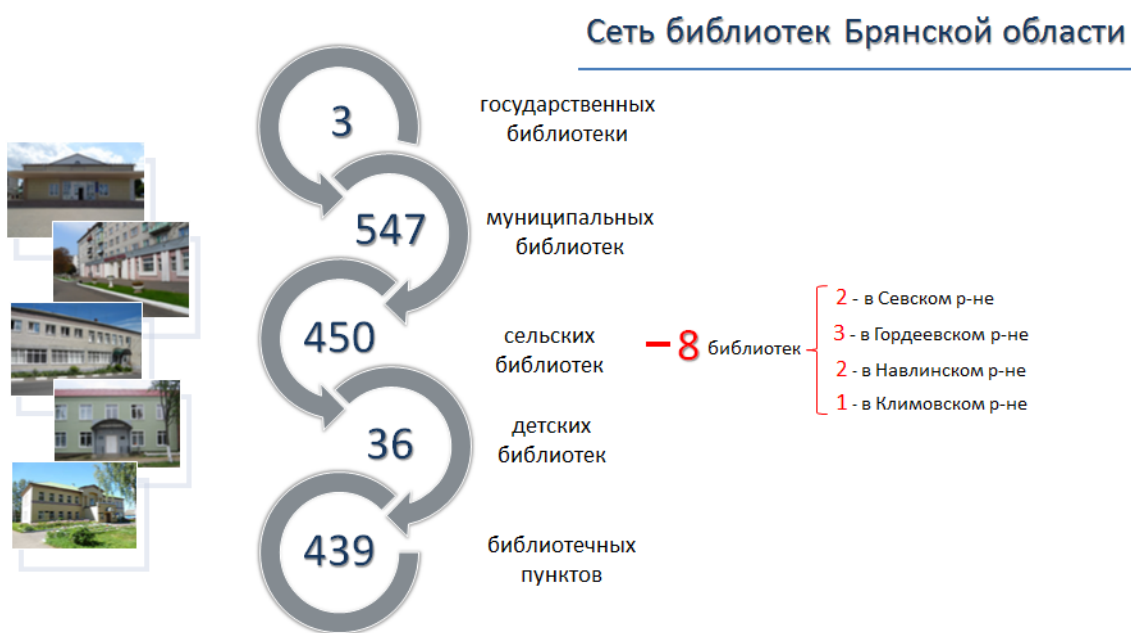 Сеть библиотек Брянской области
3
государственных
библиотеки
547
муниципальных
библиотек
450
сельских
библиотек
– 8 библиотек
2 - в Севском р-не
3 - в Гордеевском р-не
2 - в Навлинском р-не
1 - в Климовском р-не
36
детских
библиотек
439
библиотечных
пунктов